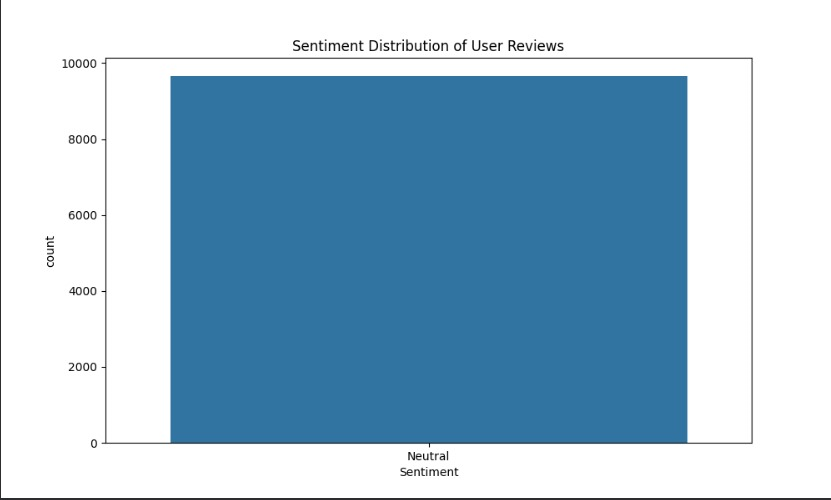 Sentiment Distribution of User Reviews
10000
8000
6000
4000
2000
0
count
Neutral
Sentiment